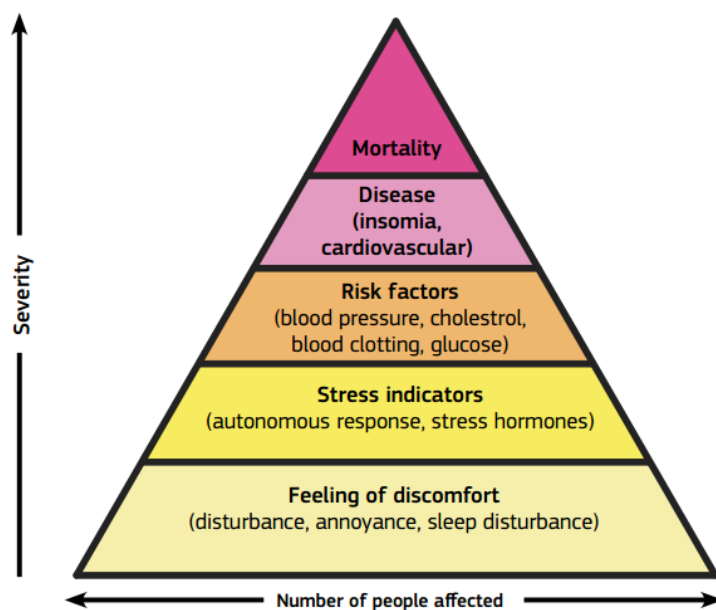 Severity
Mortality
Disease
(insomia,
cardiovascular)
Risk factors
(blood pressure, cholestrol,
blood clotting, glucose)
Stress indicators
(autonomous response, stress hormones)
Feeling of discomfort
(disturbance, annoyance, sleep disturbance)
Number of people affected